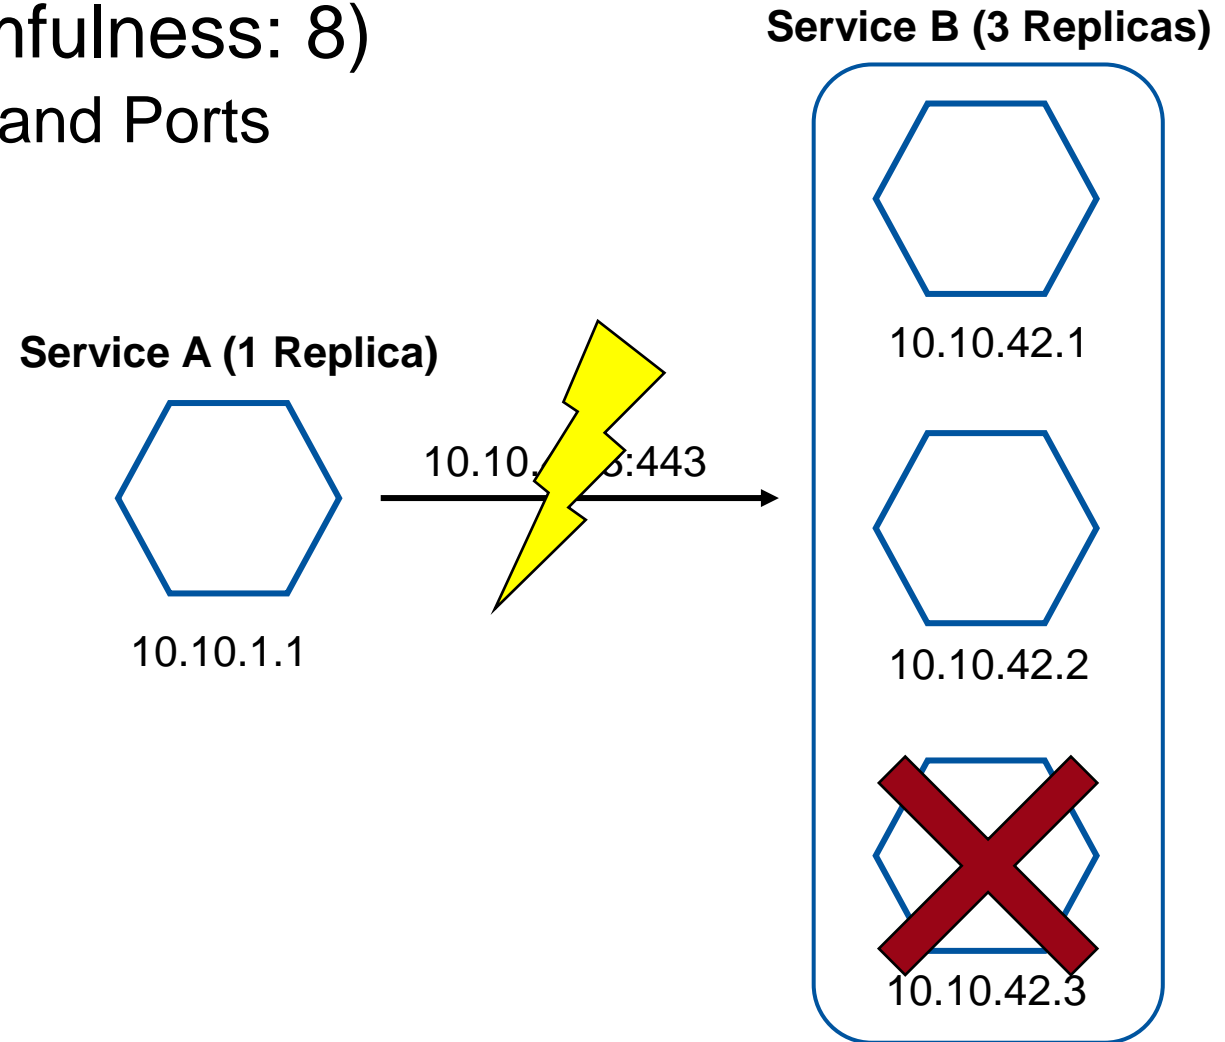 mfulness: 8)
and Ports
Service B (3 Replicas)
10.10.42.1
Service A (1 Replica)
10.10. :443
10.10.1.1
10.10.42.2
10.10.42.3